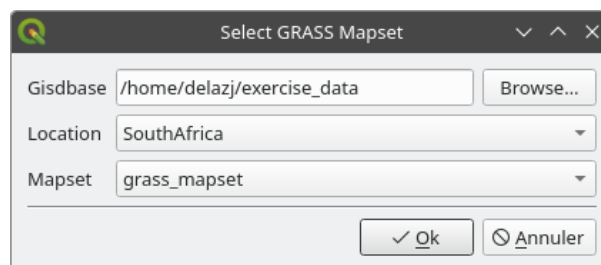 Select GRASS Mapset
Gisdbase /home/delazj/exercise_data Browse...
Location SouthAfrica
Mapset grass_mapset
Ok Annuler